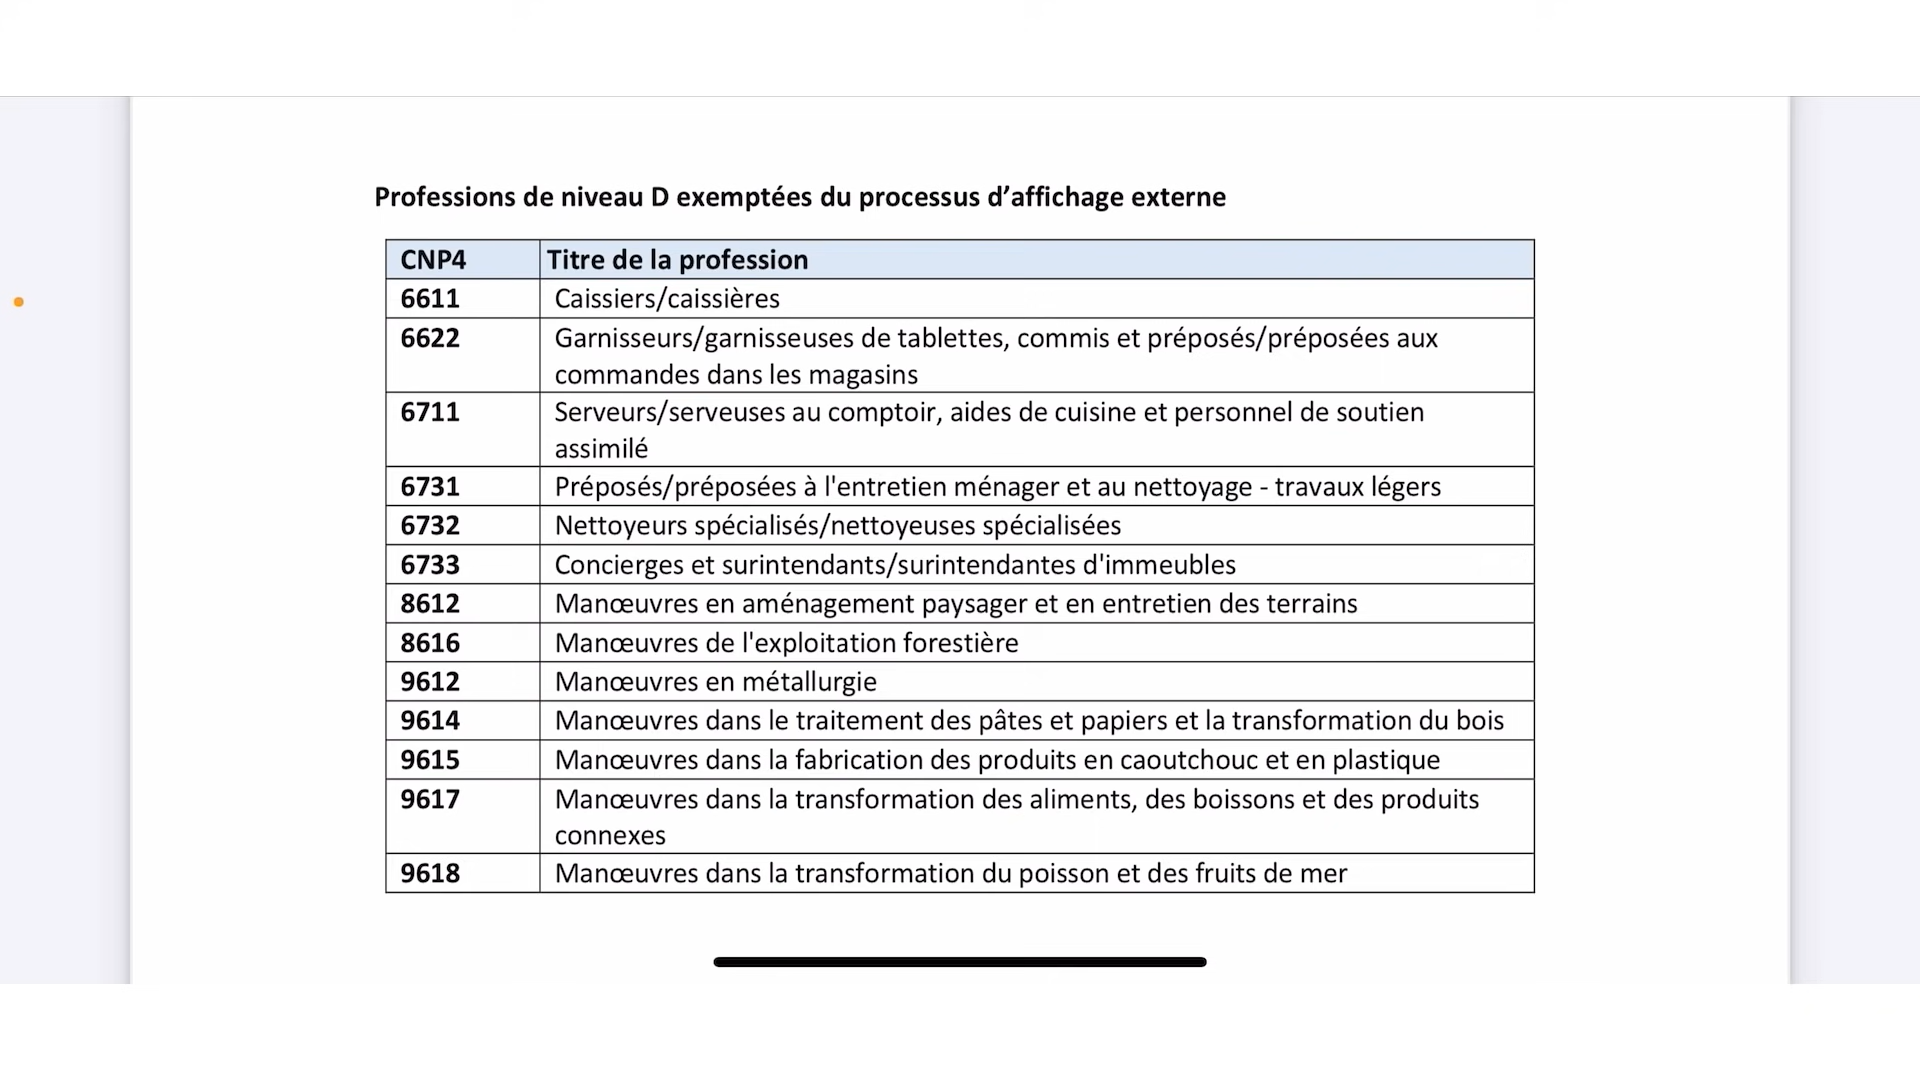 Professions de niveau D exemptées du processus d’affichage externe
CNP4 Titre de la profession
6611 Caissiers/caissières
6622 Garnisseurs/garnisseuses de tablettes, commis et préposés/préposées aux
commandes dans les magasins
6711 Serveurs/serveuses au comptoir, aides de cuisine et personnel de soutien
assimilé
6731 Préposés/préposées à l'entretien ménager et au nettoyage - travaux légers
6732 Nettoyeurs spécialisés/nettoyeuses spécialisées
6733 Concierges et surintendants/surintendantes d'immeubles
8612 Manœuvres en aménagement paysager et en entretien des terrains
8616 Manœuvres de l'exploitation forestière
9612 Manœuvres en métallurgie
9614 Manœuvres dans le traitement des pâtes et papiers et la transformation du bois
9615 Manœuvres dans la fabrication des produits en caoutchouc et en plastique
9617 Manœuvres dans la transformation des aliments, des boissons et des produits
connexes
9618 Manœuvres dans la transformation du poisson et des fruits de mer